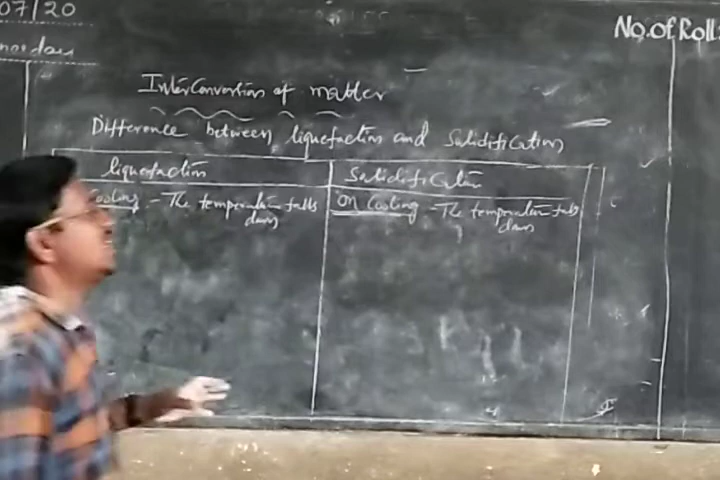 07/20
No. of Roll:
Interconversion of matter
Difference between liquefaction and Solidification
liquefaction Solidification
Cooling - The temperature falls down
On Cooling - The temperature falls down